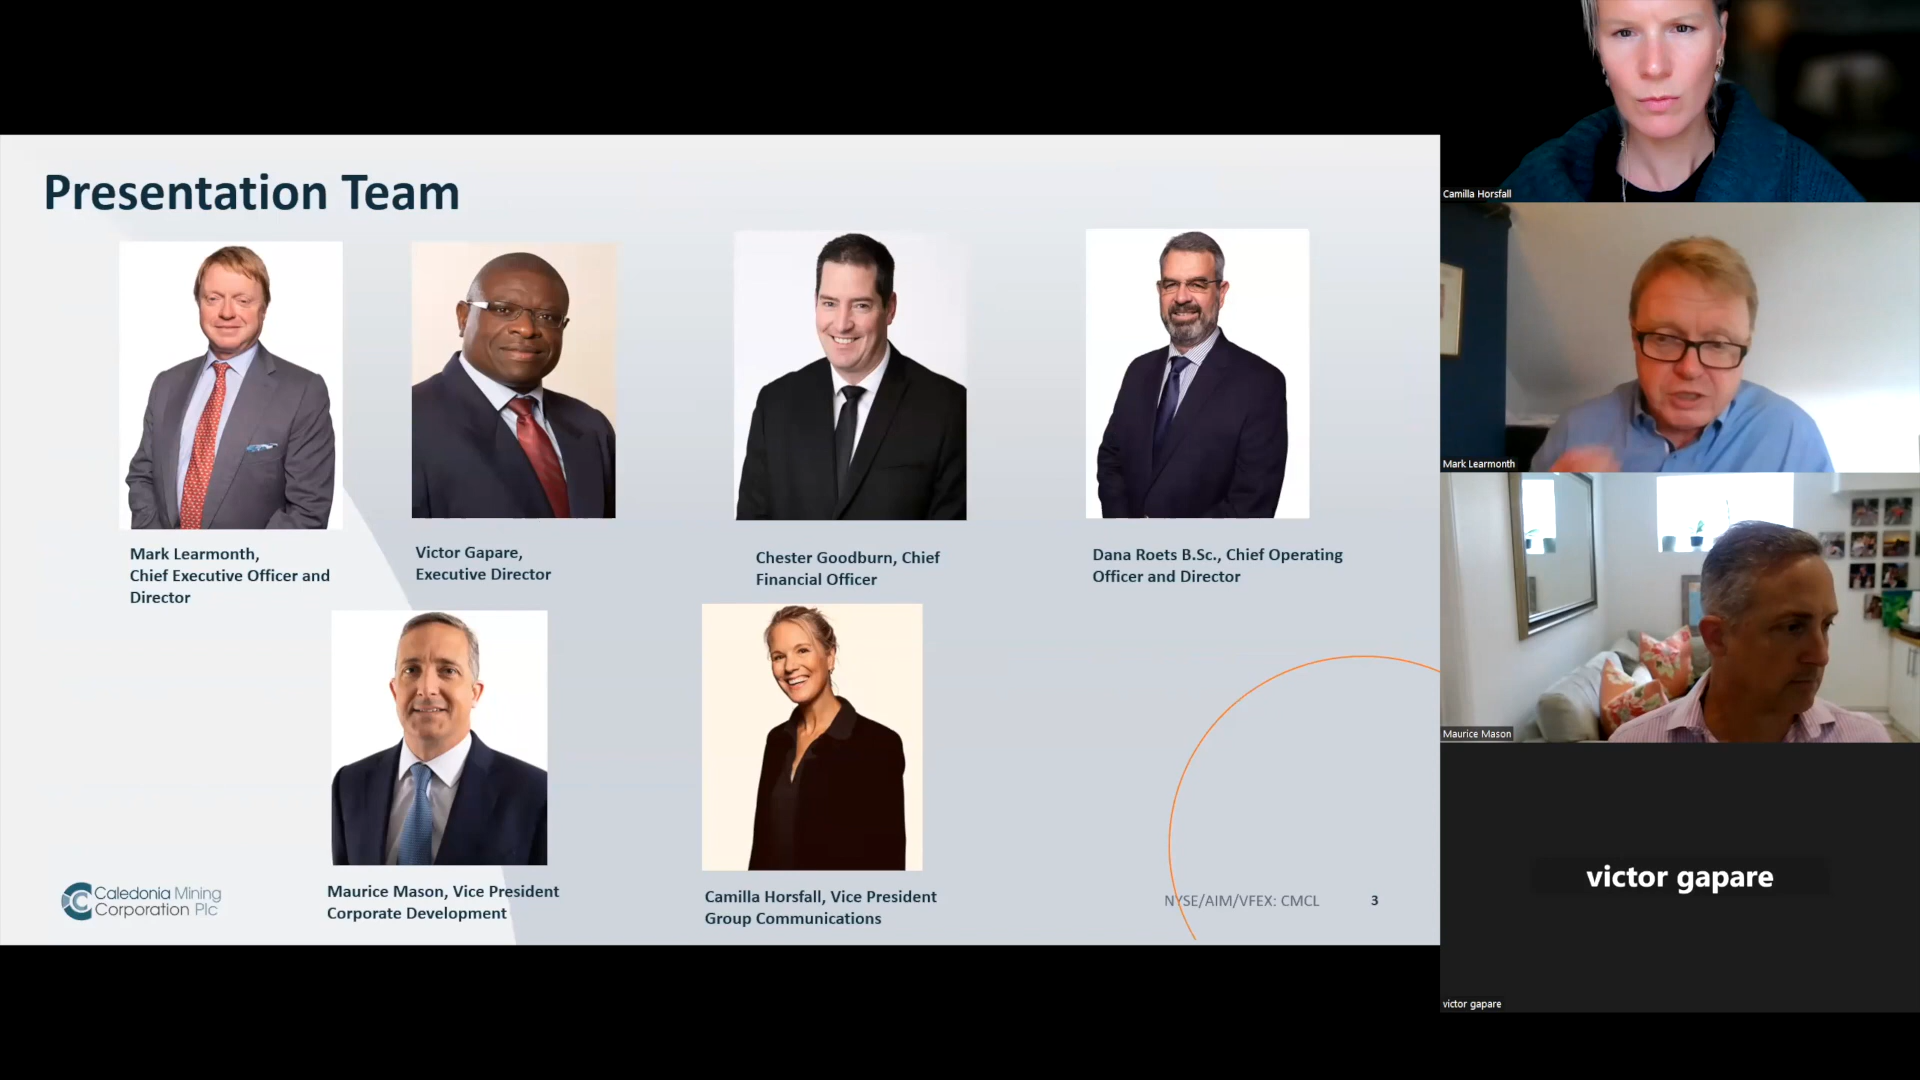 Presentation Team
Mark Learmonth,
Chief Executive Officer and
Director
Victor Gapare,
Executive Director
Chester Goodburn, Chief
Financial Officer
Dana Roets B.Sc., Chief Operating
Officer and Director
Maurice Mason, Vice President
Corporate Development
Camilla Horsfall, Vice President
Group Communications
Caledonia Mining
Corporation Plc
NYSE/AIM/VFEX: CMCL
3
Camilla Horsfall
Mark Learmonth
Maurice Mason
victor gapare
victor gapare